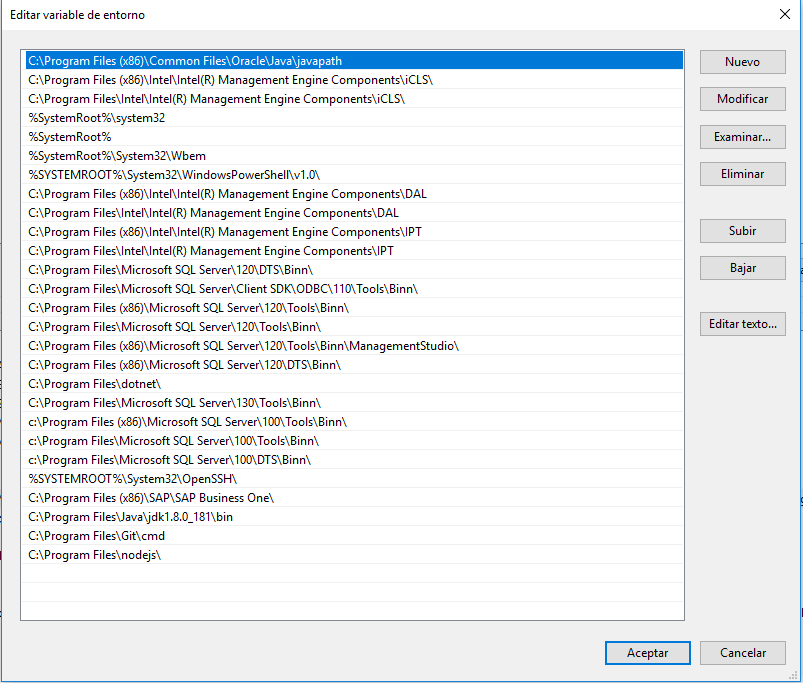 Editar variable de entorno
C:\Program Files (x86)\Common Files\Oracle\Java\javapath
C:\Program Files (x86)\Intel\Intel(R) Management Engine Components\iCLS\
C:\Program Files\Intel\Intel(R) Management Engine Components\iCLS\
%SystemRoot%\system32
%SystemRoot%
%SystemRoot%\System32\Wbem
%SYSTEMROOT%\System32\WindowsPowerShell\v1.0\
C:\Program Files (x86)\Intel\Intel(R) Management Engine Components\DAL
C:\Program Files\Intel\Intel(R) Management Engine Components\DAL
C:\Program Files (x86)\Intel\Intel(R) Management Engine Components\IPT
C:\Program Files\Intel\Intel(R) Management Engine Components\IPT
C:\Program Files\Microsoft SQL Server\120\DTS\Binn\
C:\Program Files\Microsoft SQL Server\Client SDK\ODBC\110\Tools\Binn\
C:\Program Files (x86)\Microsoft SQL Server\120\Tools\Binn\
C:\Program Files\Microsoft SQL Server\120\Tools\Binn\
C:\Program Files (x86)\Microsoft SQL Server\120\Tools\Binn\ManagementStudio\
C:\Program Files (x86)\Microsoft SQL Server\120\DTS\Binn\
C:\Program Files\dotnet\
C:\Program Files\Microsoft SQL Server\130\Tools\Binn\
c:\Program Files (x86)\Microsoft SQL Server\100\Tools\Binn\
c:\Program Files\Microsoft SQL Server\100\Tools\Binn\
c:\Program Files\Microsoft SQL Server\100\DTS\Binn\
%SYSTEMROOT%\System32\OpenSSH\
C:\Program Files (x86)\SAP\SAP Business One\
C:\Program Files\Java\jdk1.8.0_181\bin
C:\Program Files\Git\cmd
C:\Program Files\nodejs\
Nuevo
Modificar
Examinar...
Eliminar
Subir
Bajar
Editar texto...
Aceptar
Cancelar